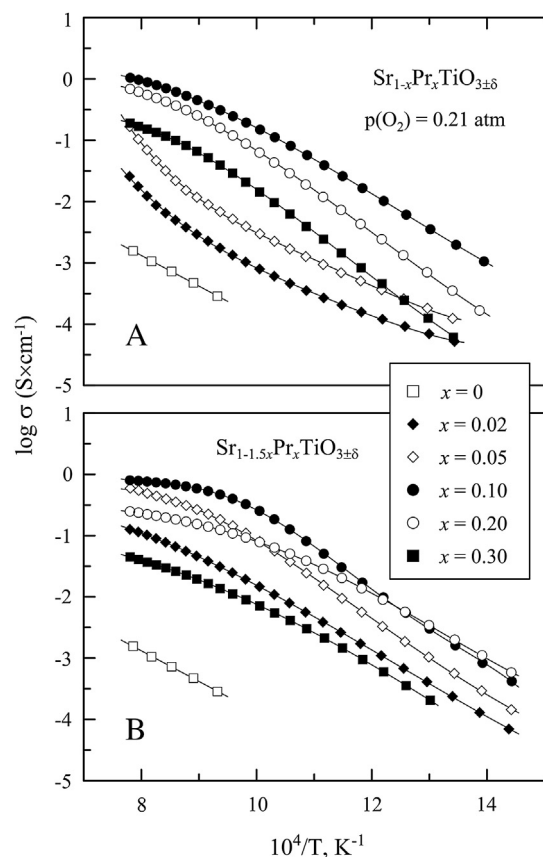 1
0
-1
-2
-3
-4
-5
Sr1-xPrxTiO3±δ
p(O2) = 0.21 atm
A
log σ (S×cm-1)
x = 0
x = 0.02
x = 0.05
x = 0.10
x = 0.20
x = 0.30
1
0
-1
-2
-3
-4
-5
Sr1-1.5xPrxTiO3±δ
B
8 10 12 14
10^4/T, K-1